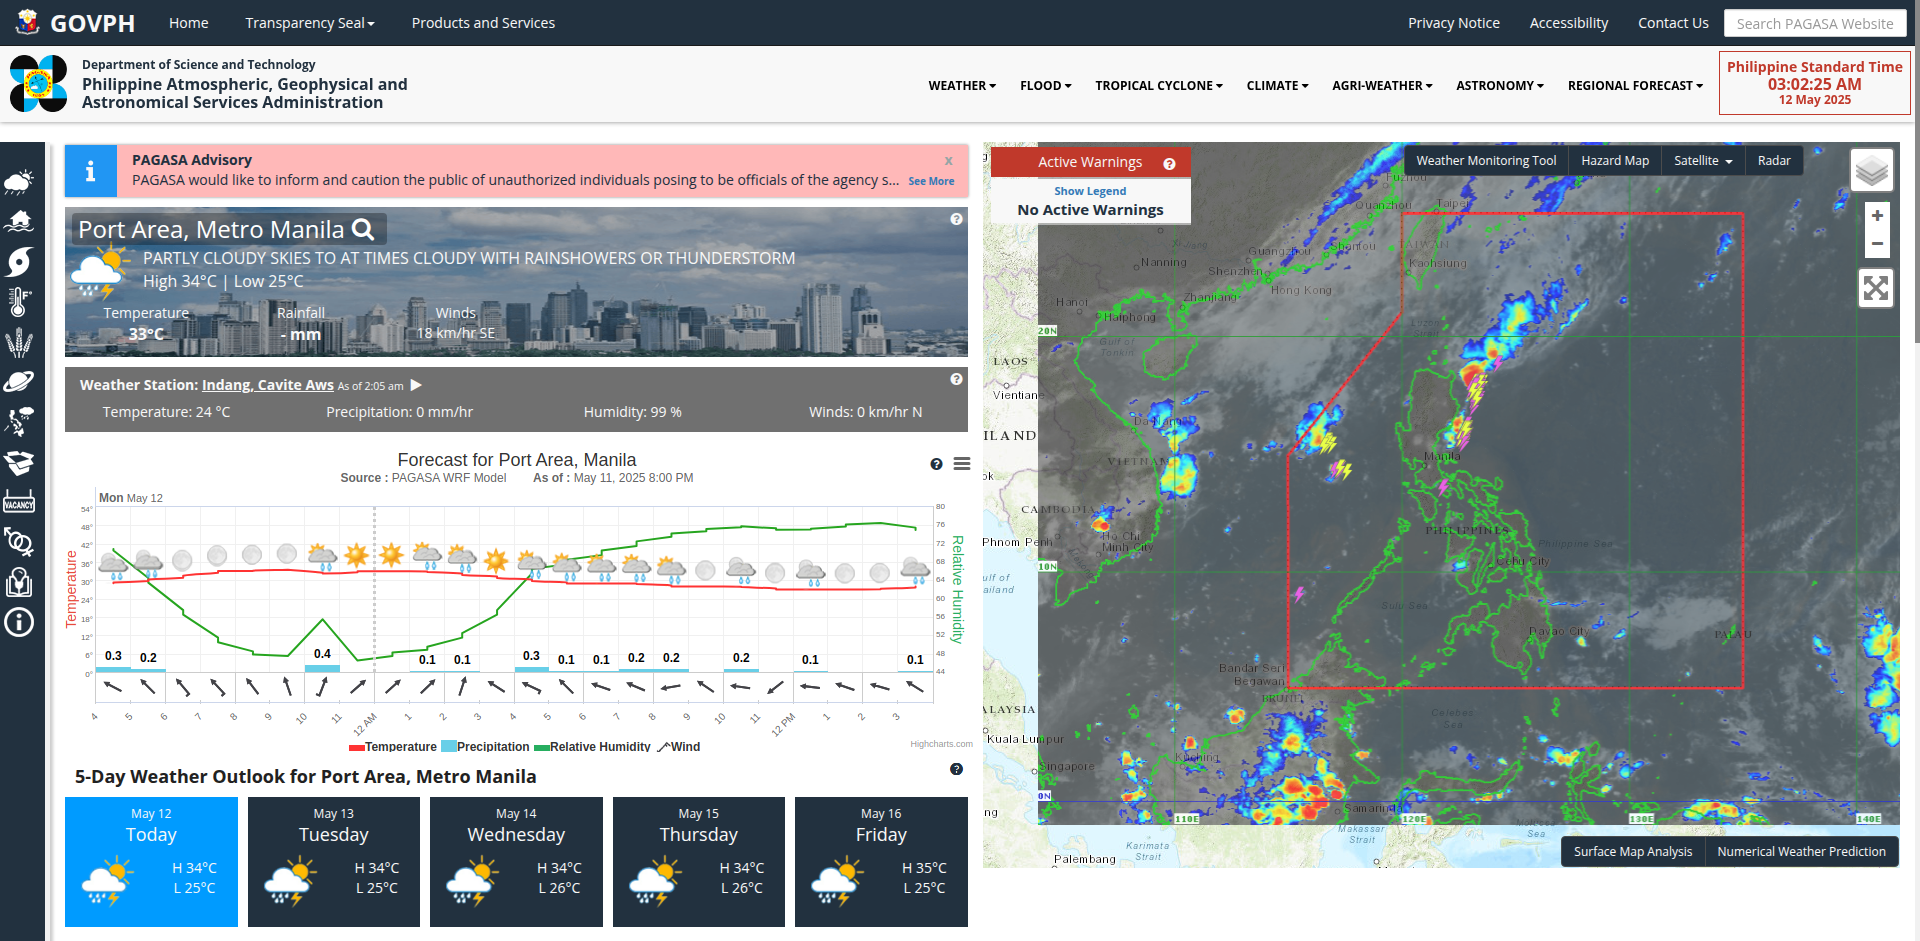 GOVPH
Home
Transparency Seal
Products and Services
Privacy Notice
Accessibility
Contact Us
Search PAGASA Website
Department of Science and Technology
Philippine Atmospheric, Geophysical and
Astronomical Services Administration
WEATHER
FLOOD
TROPICAL CYCLONE
CLIMATE
AGRI-WEATHER
ASTRONOMY
REGIONAL FORECAST
Philippine Standard Time
03:02:25 AM
12 May 2025
VACANCY
PAGASA Advisory
x
PAGASA would like to inform and caution the public of unauthorized individuals posing to be officials of the agency s... See More
Port Area, Metro Manila
PARTLY CLOUDY SKIES TO AT TIMES CLOUDY WITH RAINSHOWERS OR THUNDERSTORM
High 34°C | Low 25°C
Temperature
33°C
Rainfall
- mm
Winds
18 km/hr SE
Weather Station: Indang, Cavite Aws As of 2:05 am
Temperature: 24 °C
Precipitation: 0 mm/hr
Humidity: 99 %
Winds: 0 km/hr N
Forecast for Port Area, Manila
Source : PAGASA WRF Model As of : May 11, 2025 8:00 PM
Mon May 12
54° 48° 42° 36° 30° 24° 18° 12° 6° 0°
Temperature
80 76 72 68 64 60 56 52 48 44
Relative Humidity
0.3 0.2 0.4 0.1 0.1 0.3 0.1 0.1 0.2 0.2 0.2 0.1 0.1
4 5 6 7 8 9 10 11 12 AM 1 2 3 4 5 6 7 8 9 10 11 12 PM 1 2 3
Temperature Precipitation Relative Humidity Wind
Highcharts.com
5-Day Weather Outlook for Port Area, Metro Manila
May 12
Today
H 34°C
L 25°C
May 13
Tuesday
H 34°C
L 25°C
May 14
Wednesday
H 34°C
L 26°C
May 15
Thursday
H 34°C
L 26°C
May 16
Friday
H 35°C
L 25°C
Active Warnings
Show Legend
No Active Warnings
Weather Monitoring Tool
Hazard Map
Satellite
Radar
+
−
Fuzhou
Quanzhou
Taipei
Guangzhou
Shantou
TAIWAN
Nanning
Shenzhen
Kaohsiung
Hong Kong
Hanoi
Zhanjiang
Haiphong
20N
Luzon
Gulf of
Tonkin
LAOS
Vientiane
Da Nang
ILAND
Manila
VIETNAM
ok
CAMBODIA
PHILIPPINES
Phnom Penh
Ho Chi
Minh City
Philippine Sea
Cebu City
10N
ulf of
ailand
Sulu Sea
Davao City
PALAU
Bandar Seri
Begawan
BRUNEI
ALAYSIA
Celebes
Sea
Kuala Lumpur
Kuching
Singapore
0N
Samarinda
ng
110E
120E
130E
140E
Makassar
Strait
Molucca
Sea
Karimata
Strait
Palembang
Surface Map Analysis
Numerical Weather Prediction